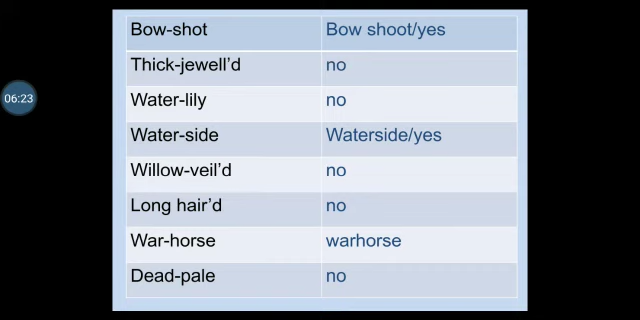 Bow-shot Bow shoot/yes
Thick-jewell'd no
06:23
Water-lily no
Water-side Waterside/yes
Willow-veil'd no
Long hair'd no
War-horse warhorse
Dead-pale no